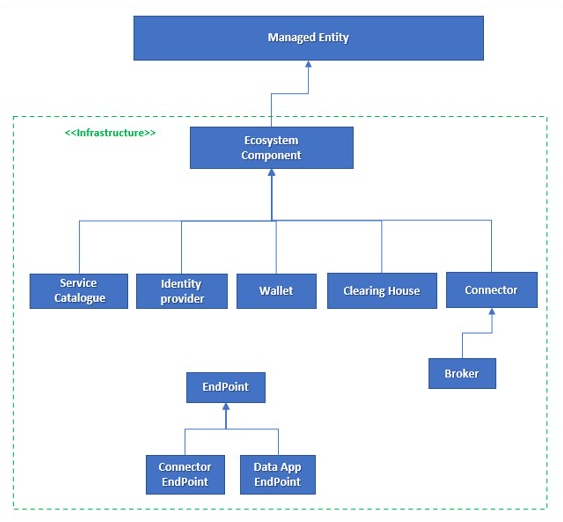 Managed Entity
<<Infrastructure>>
Ecosystem
Component
Service
Catalogue
Identity
provider
Wallet
Clearing House
Connector
Broker
EndPoint
Connector
EndPoint
Data App
EndPoint